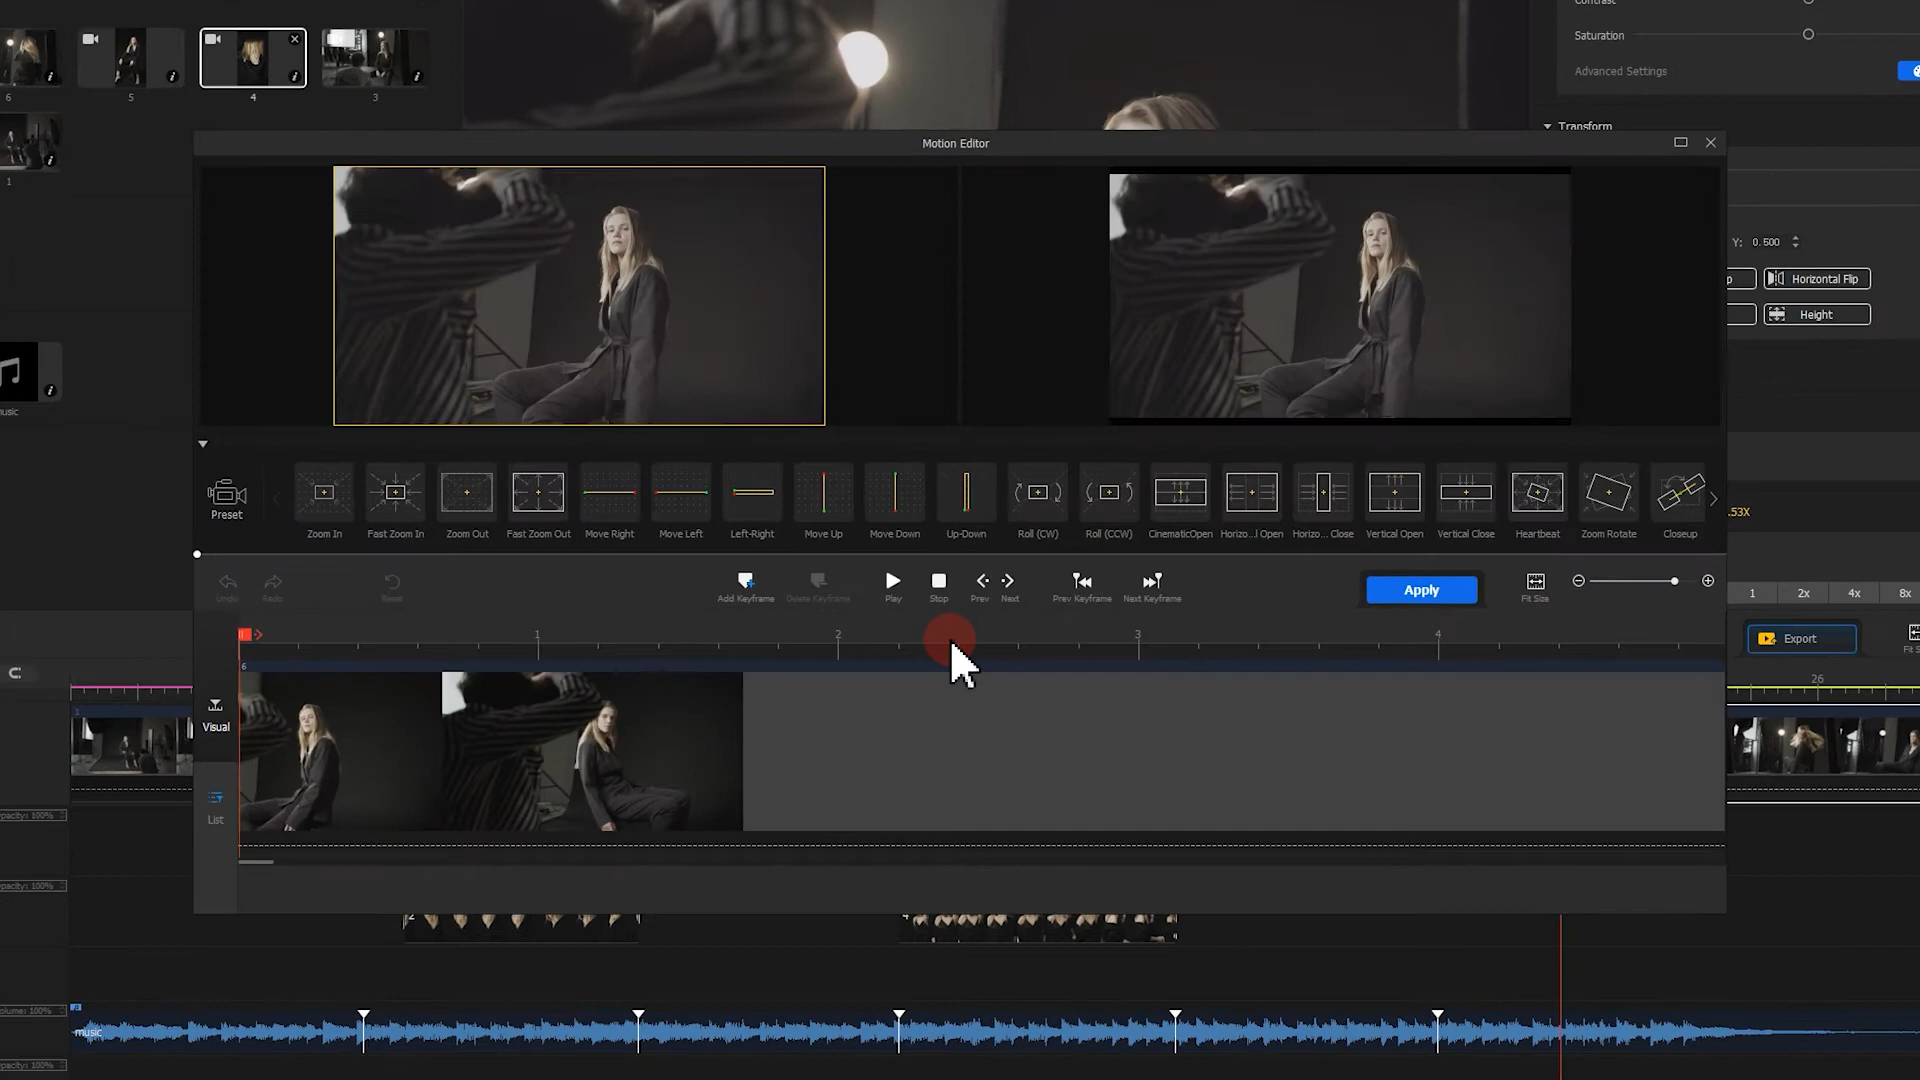 Contrast
Saturation
Advanced Settings
6
5
4
3
1
Transform
Motion Editor
Y: 0.500
Horizontal Flip
Height
music
Preset
Zoom In
Fast Zoom In
Zoom Out
Fast Zoom Out
Move Right
Move Left
Left-Right
Move Up
Move Down
Up-Down
Roll (CW)
Roll (CCW)
CinematicOpen
Horizo...l Open
Horizo... Close
Vertical Open
Vertical Close
Heartbeat
Zoom Rotate
Closeup
.53X
Undo
Redo
Reset
Add Keyframe
Delete Keyframe
Play
Stop
Prev
Next
Prev Keyframe
Next Keyframe
Apply
Fit Size
1
2x
4x
8x
Export
Fit S
1
2
3
4
6
26
Visual
1
List
pacity: 100%
pacity: 100%
2
4
olume: 100%
music
pacity: 100%